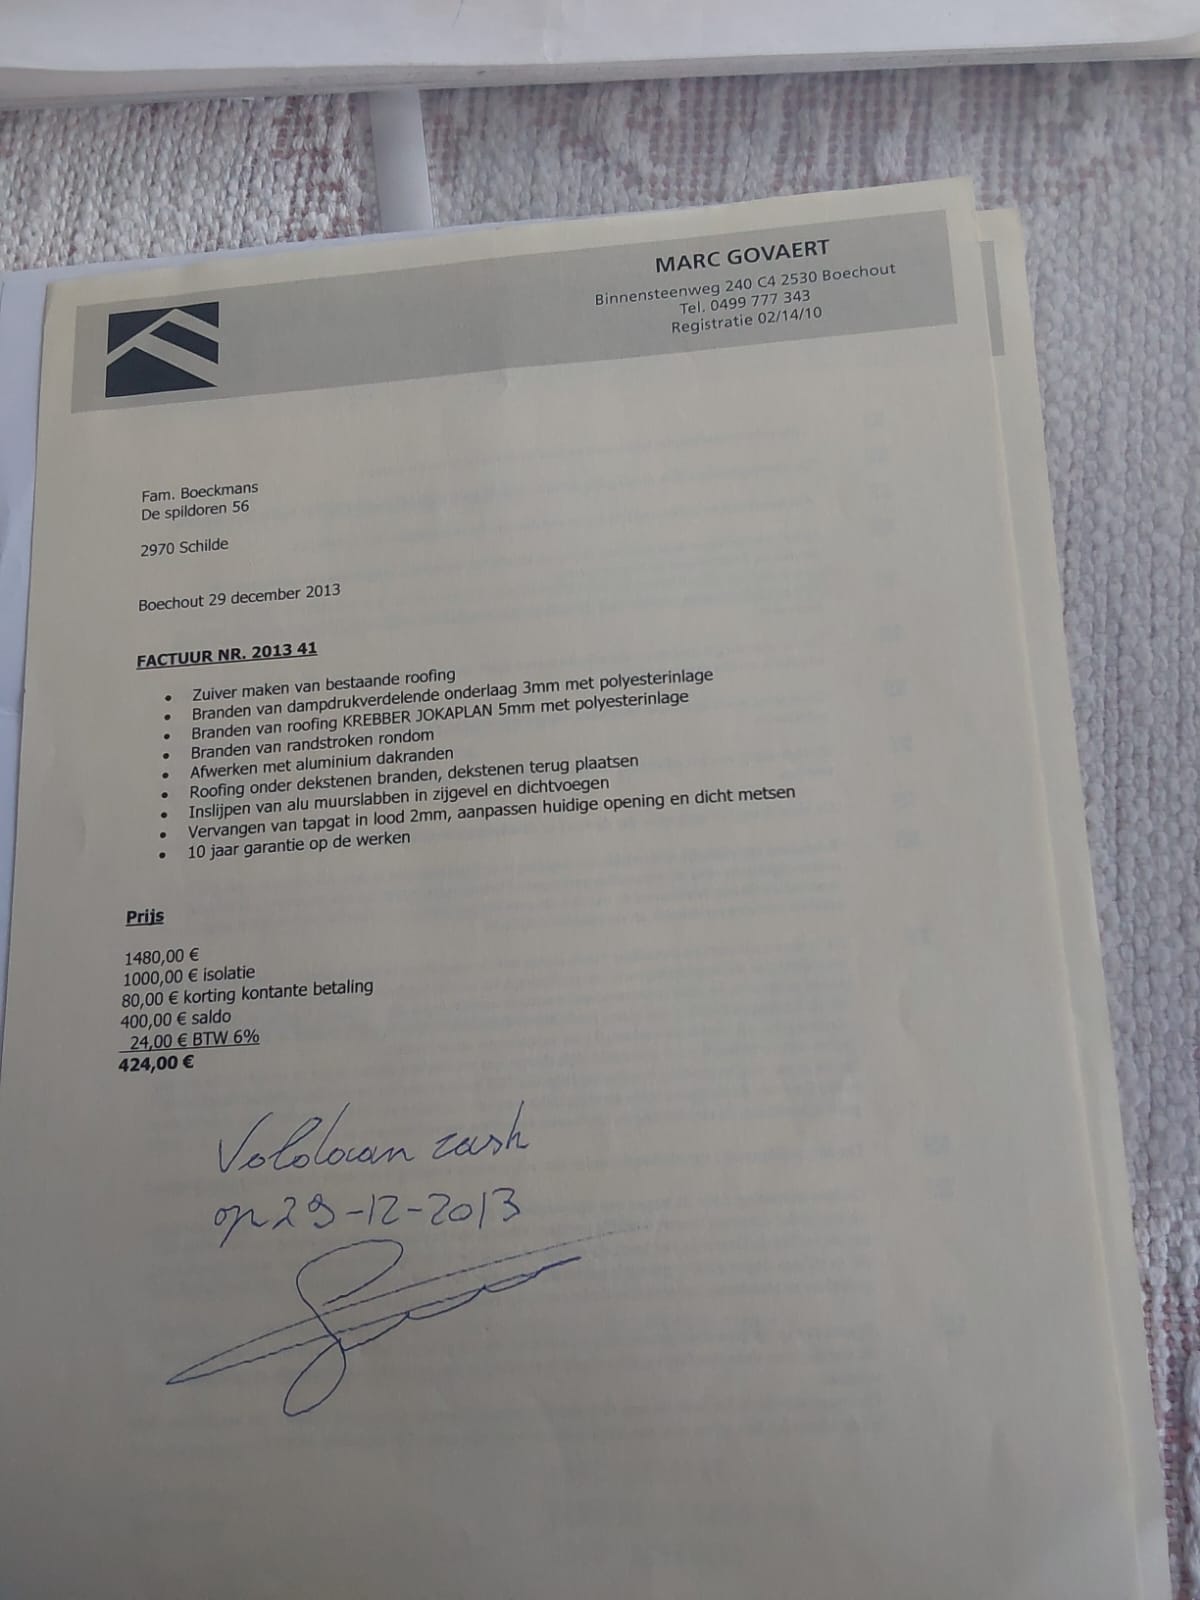 MARC GOVAERT
Binnensteenweg 240 C4 2530 Boechout
Tel. 0499 777 343
Registratie 02/14/10
Fam. Boeckmans
De spildoren 56
2970 Schilde
Boechout 29 december 2013
FACTUUR NR. 2013 41
• Zuiver maken van bestaande roofing
• Branden van dampdrukverdelende onderlaag 3mm met polyesterinlage
• Branden van roofing KREBBER JOKAPLAN 5mm met polyesterinlage
• Branden van randstroken rondom
• Afwerken met aluminium dakranden
• Roofing onder dekstenen branden, dekstenen terug plaatsen
• Inslijpen van alu muurslabben in zijgevel en dichtvoegen
• Vervangen van tapgat in lood 2mm, aanpassen huidige opening en dicht metsen
• 10 jaar garantie op de werken
Prijs
1480,00 €
1000,00 € isolatie
80,00 € korting kontante betaling
400,00 € saldo
24,00 € BTW 6%
424,00 €
Voldaan cash
op 29-12-2013